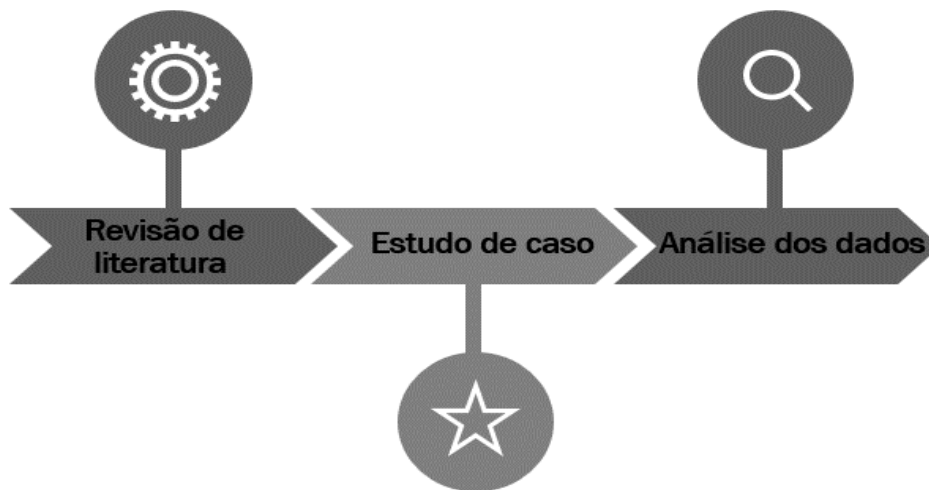 Revisão de
literatura
Estudo de caso
Análise dos dados